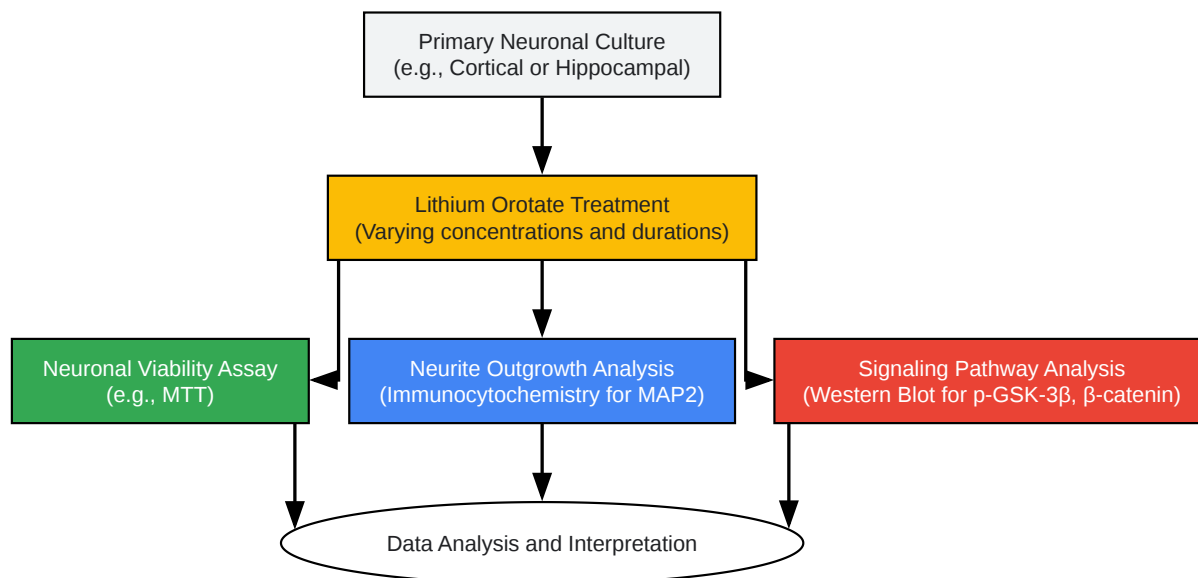 Primary Neuronal Culture
(e.g., Cortical or Hippocampal)
Lithium Orotate Treatment
(Varying concentrations and durations)
Neuronal Viability Assay
(e.g., MTT)
Neurite Outgrowth Analysis
(Immunocytochemistry for MAP2)
Signaling Pathway Analysis
(Western Blot for p-GSK-3β, β-catenin)
Data Analysis and Interpretation